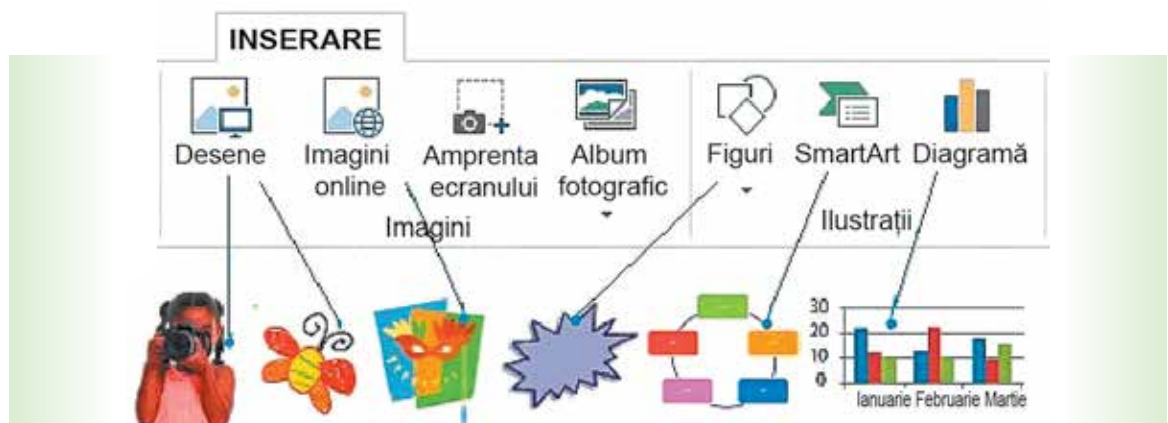 INSERARE
Desene
Imagini
online
Amprenta
ecranului
Album
fotografic
Figuri
SmartArt
Diagramă
Imagini
Ilustrații
30
20
10
0
Ianuarie Februarie Martie